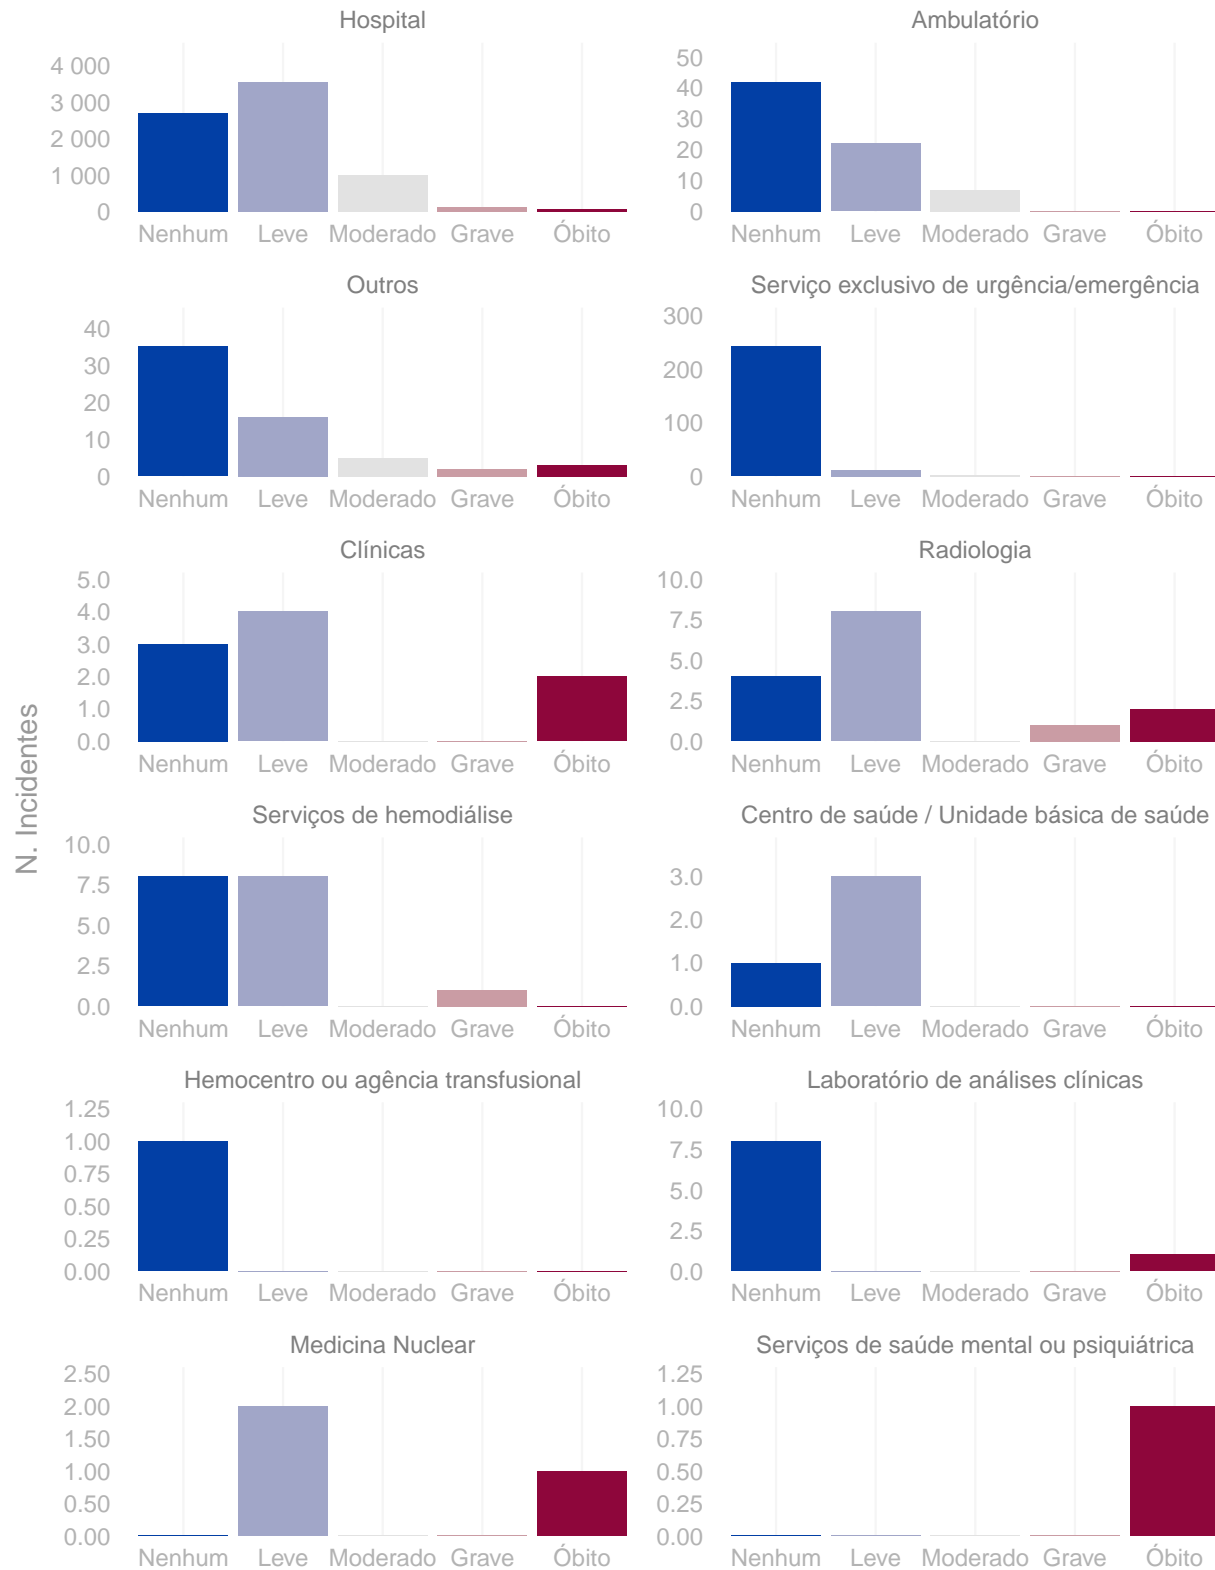 Hospital
4 000
3 000
2 000
1 000
0
Nenhum Leve Moderado Grave Óbito
Ambulatório
50
40
30
20
10
0
Nenhum Leve Moderado Grave Óbito
Outros
40
30
20
10
0
Nenhum Leve Moderado Grave Óbito
Serviço exclusivo de urgência/emergência
300
200
100
0
Nenhum Leve Moderado Grave Óbito
N. Incidentes
Clínicas
5.0
4.0
3.0
2.0
1.0
0.0
Nenhum Leve Moderado Grave Óbito
Radiologia
10.0
7.5
5.0
2.5
0.0
Nenhum Leve Moderado Grave Óbito
Serviços de hemodiálise
10.0
7.5
5.0
2.5
0.0
Nenhum Leve Moderado Grave Óbito
Centro de saúde / Unidade básica de saúde
3.0
2.0
1.0
0.0
Nenhum Leve Moderado Grave Óbito
Hemocentro ou agência transfusional
1.25
1.00
0.75
0.50
0.25
0.00
Nenhum Leve Moderado Grave Óbito
Laboratório de análises clínicas
10.0
7.5
5.0
2.5
0.0
Nenhum Leve Moderado Grave Óbito
Medicina Nuclear
2.50
2.00
1.50
1.00
0.50
0.00
Nenhum Leve Moderado Grave Óbito
Serviços de saúde mental ou psiquiátrica
1.25
1.00
0.75
0.50
0.25
0.00
Nenhum Leve Moderado Grave Óbito